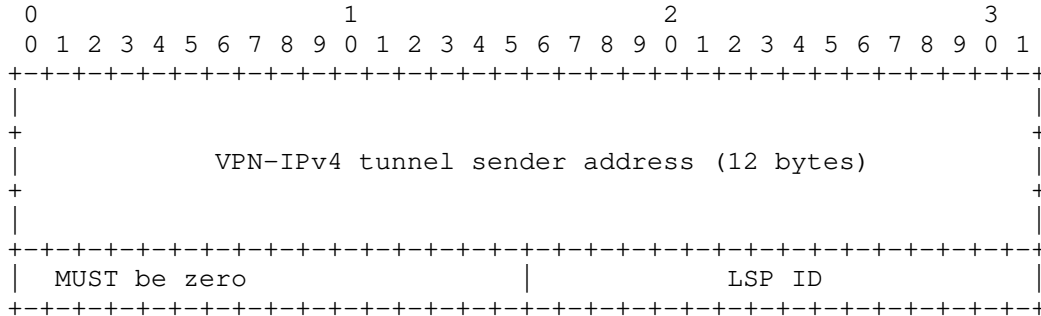 0                   1                   2                   3
 0 1 2 3 4 5 6 7 8 9 0 1 2 3 4 5 6 7 8 9 0 1 2 3 4 5 6 7 8 9 0 1
+-+-+-+-+-+-+-+-+-+-+-+-+-+-+-+-+-+-+-+-+-+-+-+-+-+-+-+-+-+-+-+-+
|                                                               |
+                                                               +
|            VPN-IPv4 tunnel sender address (12 bytes)          |
+                                                               +
|                                                               |
+-+-+-+-+-+-+-+-+-+-+-+-+-+-+-+-+-+-+-+-+-+-+-+-+-+-+-+-+-+-+-+-+
|  MUST be zero                 |            LSP ID             |
+-+-+-+-+-+-+-+-+-+-+-+-+-+-+-+-+-+-+-+-+-+-+-+-+-+-+-+-+-+-+-+-+